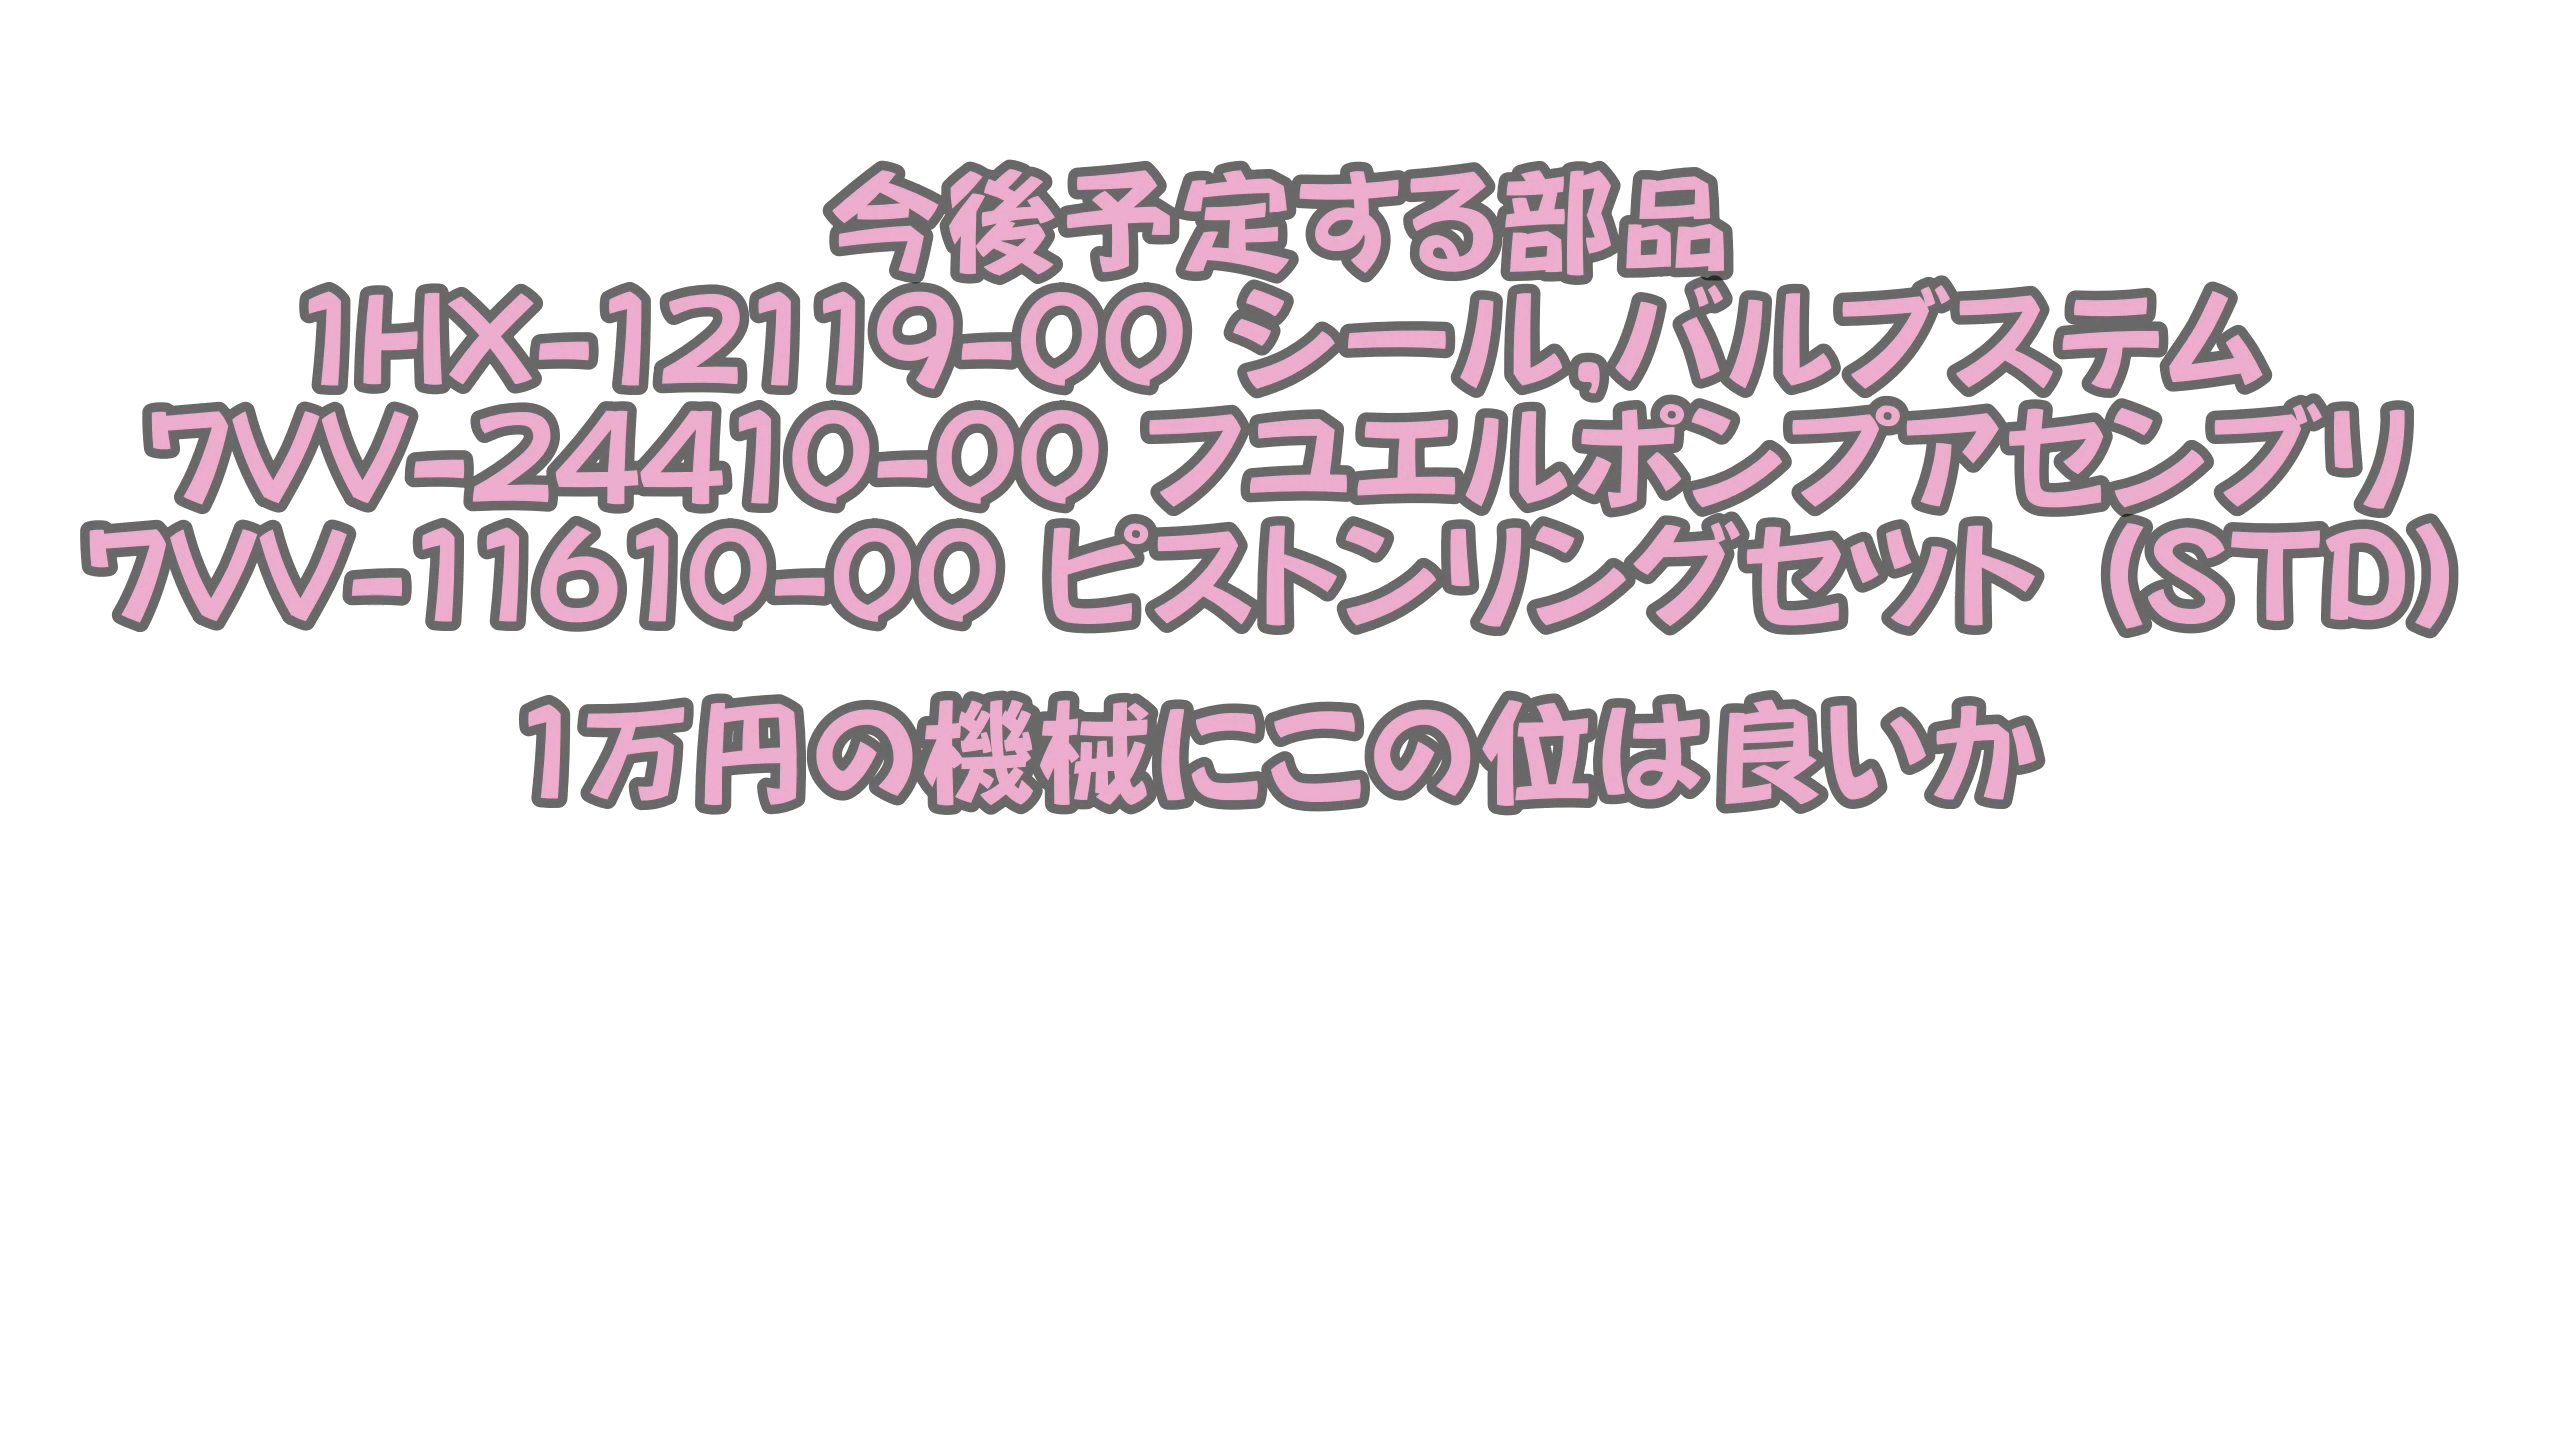 今後予定する部品
1HX-12119-00 シール,バルブステム
7VV-24410-00 フユエルポンプアセンブリ
7VV-11610-00 ピストンリングセット (STD)
1万円の機械にこの位は良いか